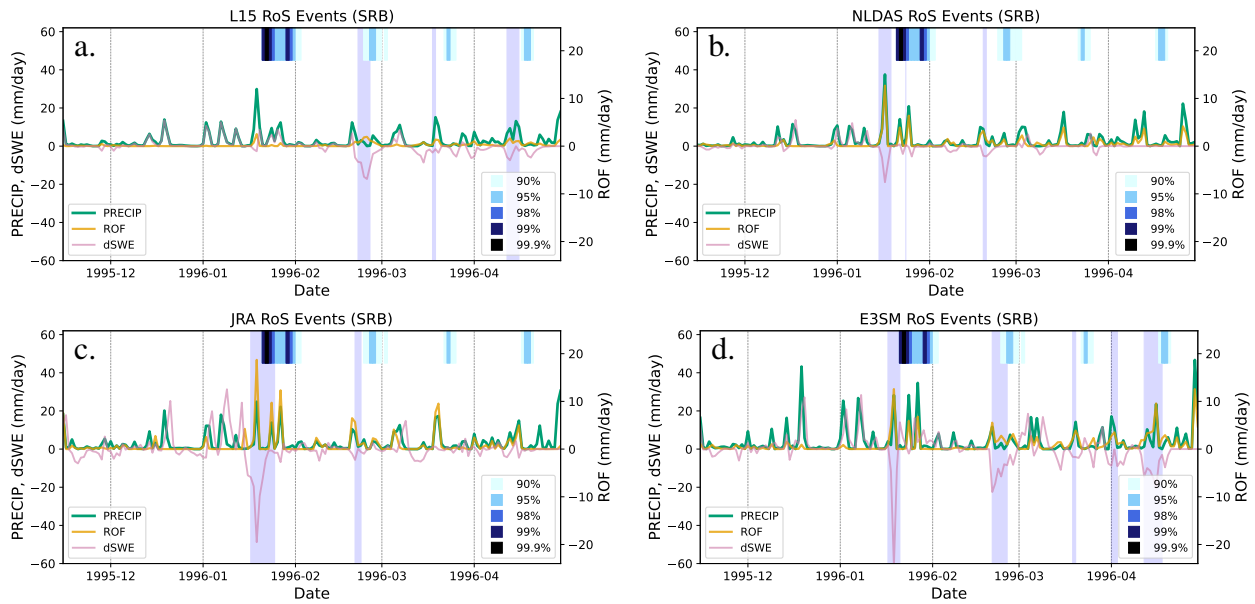 L15 RoS Events (SRB)
a.
60
40
20
0
−20
−40
−60
PRECIP, dSWE (mm/day)
20
10
0
−10
−20
ROF (mm/day)
PRECIP
ROF
dSWE
90%
95%
98%
99%
99.9%
1995-12
1996-01
1996-02
1996-03
1996-04
Date
NLDAS RoS Events (SRB)
b.
60
40
20
0
−20
−40
−60
PRECIP, dSWE (mm/day)
20
10
0
−10
−20
ROF (mm/day)
PRECIP
ROF
dSWE
90%
95%
98%
99%
99.9%
1995-12
1996-01
1996-02
1996-03
1996-04
Date
JRA RoS Events (SRB)
c.
60
40
20
0
−20
−40
−60
PRECIP, dSWE (mm/day)
20
10
0
−10
−20
ROF (mm/day)
PRECIP
ROF
dSWE
90%
95%
98%
99%
99.9%
1995-12
1996-01
1996-02
1996-03
1996-04
Date
E3SM RoS Events (SRB)
d.
60
40
20
0
−20
−40
−60
PRECIP, dSWE (mm/day)
20
10
0
−10
−20
ROF (mm/day)
PRECIP
ROF
dSWE
90%
95%
98%
99%
99.9%
1995-12
1996-01
1996-02
1996-03
1996-04
Date